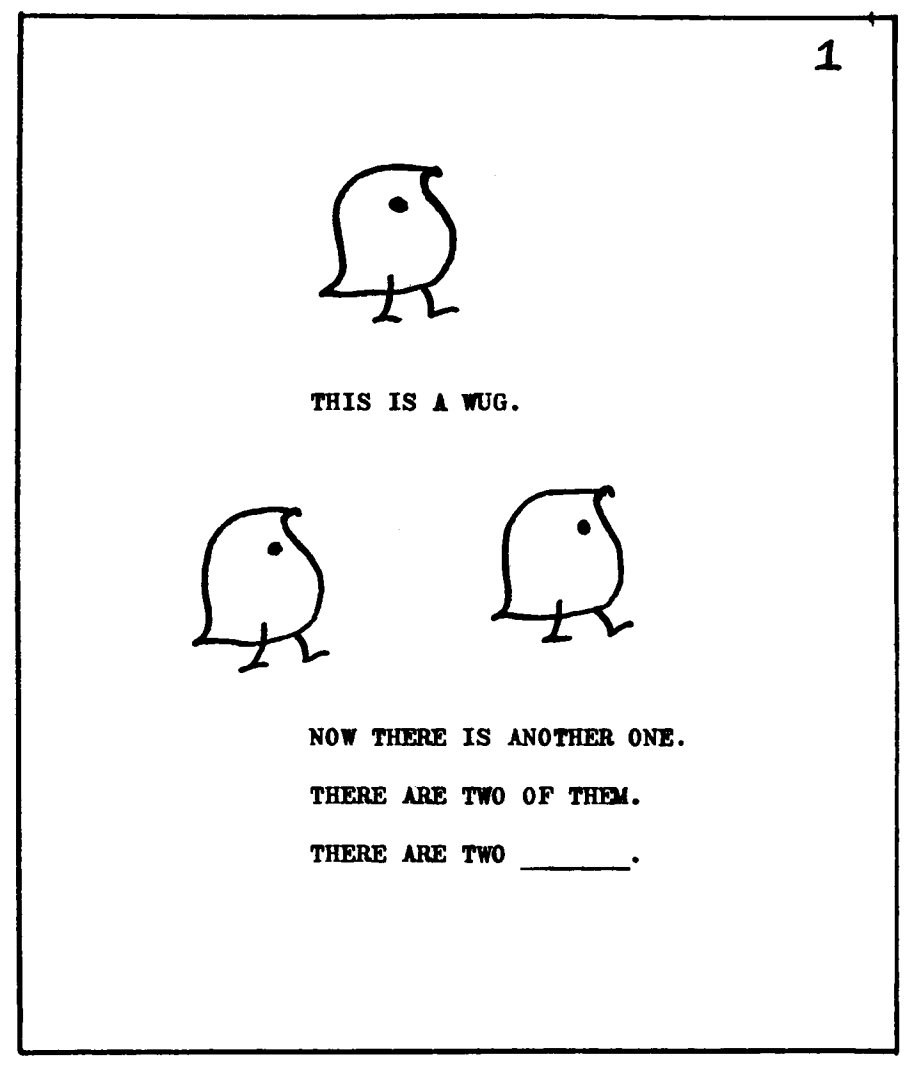 1
THIS IS A WUG.
NOW THERE IS ANOTHER ONE.
THERE ARE TWO OF THEM.
THERE ARE TWO ______.